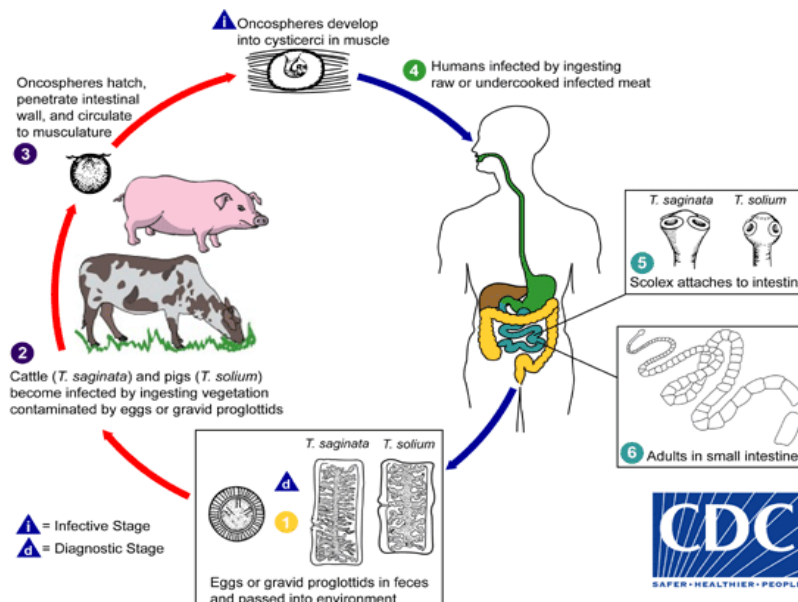 i
Oncospheres develop
into cysticerci in muscle
4
Humans infected by ingesting
raw or undercooked infected meat
Oncospheres hatch,
penetrate intestinal
wall, and circulate
to musculature
3
T. saginata T. solium
5
Scolex attaches to intestin
2
Cattle (T. saginata) and pigs (T. solium)
become infected by ingesting vegetation
contaminated by eggs or gravid proglottids
6 Adults in small intestine
T. saginata T. solium
d
1
i = Infective Stage
d = Diagnostic Stage
Eggs or gravid proglottids in feces
and passed into environment
CDC
SAFER • HEALTHIER • PEOPLE